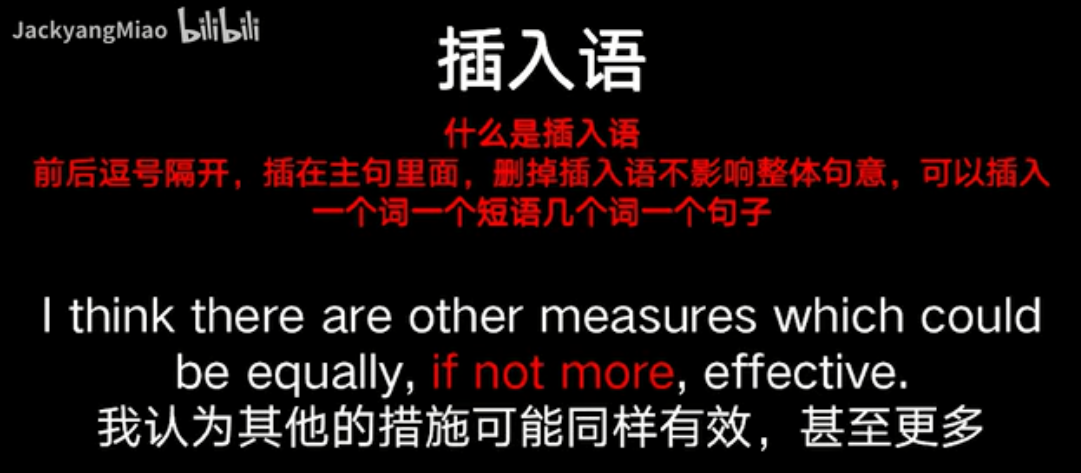 JackyangMiao bilibili
插入语
什么是插入语
前后逗号隔开，插在主句里面，删掉插入语不影响整体句意，可以插入
一个词一个短语几个词一个句子
I think there are other measures which could
be equally, if not more, effective.
我认为其他的措施可能同样有效，甚至更多